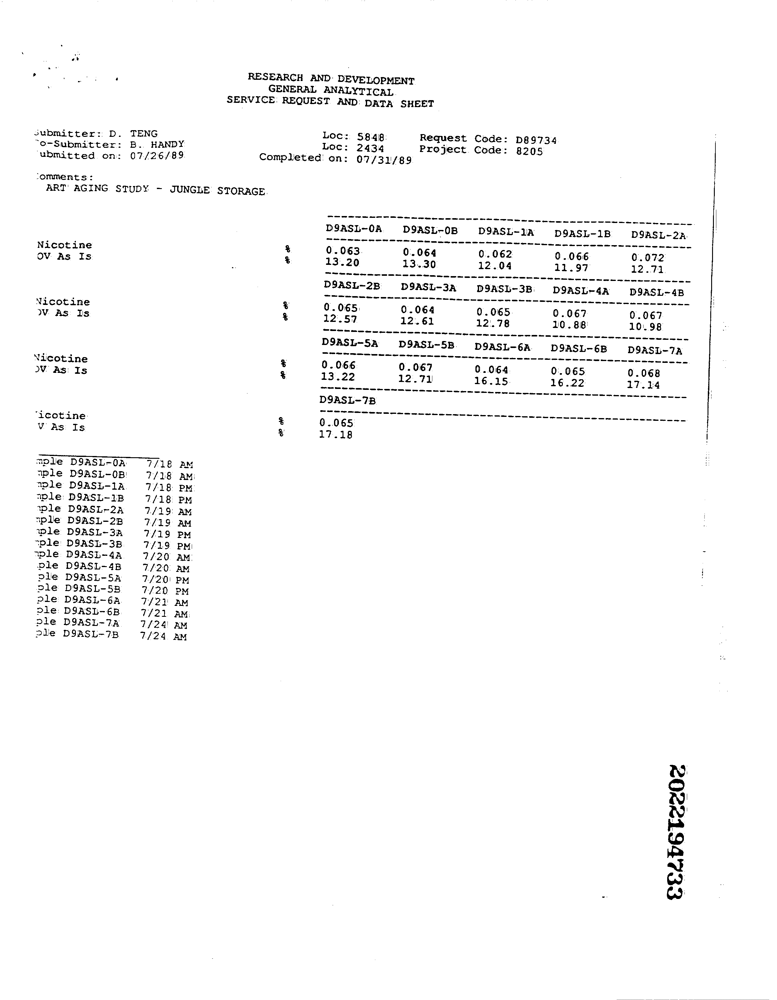 RESEARCH AND DEVELOPMENT
GENERAL ANALYTICAL
SERVICE REQUEST AND DATA SHEET
ubmitter: D. TENG Loc: 5848 Request Code: D89734
o-Submitter: B. HANDY Loc: 2434 Project Code: 8205
ubmitted on: 07/26/89 Completed on: 07/31/89
omments:
ART AGING STUDY - JUNGLE STORAGE
D9ASL-0A D9ASL-0B D9ASL-1A D9ASL-1B D9ASL-2A
Nicotine % 0.063 0.064 0.062 0.066 0.072
OV As Is % 13.20 13.30 12.04 11.97 12.71
D9ASL-2B D9ASL-3A D9ASL-3B D9ASL-4A D9ASL-4B
Nicotine % 0.065 0.064 0.065 0.067 0.067
OV As Is % 12.57 12.61 12.78 10.88 10.98
D9ASL-5A D9ASL-5B D9ASL-6A D9ASL-6B D9ASL-7A
Nicotine % 0.066 0.067 0.064 0.065 0.068
OV As Is % 13.22 12.71 16.15 16.22 17.14
D9ASL-7B
icotine % 0.065
V As Is % 17.18
mple D9ASL-0A 7/18 AM
mple D9ASL-0B 7/18 AM
mple D9ASL-1A 7/18 PM
mple D9ASL-1B 7/18 PM
mple D9ASL-2A 7/19 AM
mple D9ASL-2B 7/19 AM
mple D9ASL-3A 7/19 PM
mple D9ASL-3B 7/19 PM
mple D9ASL-4A 7/20 AM
ple D9ASL-4B 7/20 AM
ple D9ASL-5A 7/20 PM
ple D9ASL-5B 7/20 PM
ple D9ASL-6A 7/21 AM
ple D9ASL-6B 7/21 AM
ple D9ASL-7A 7/24 AM
ple D9ASL-7B 7/24 AM
2022194733